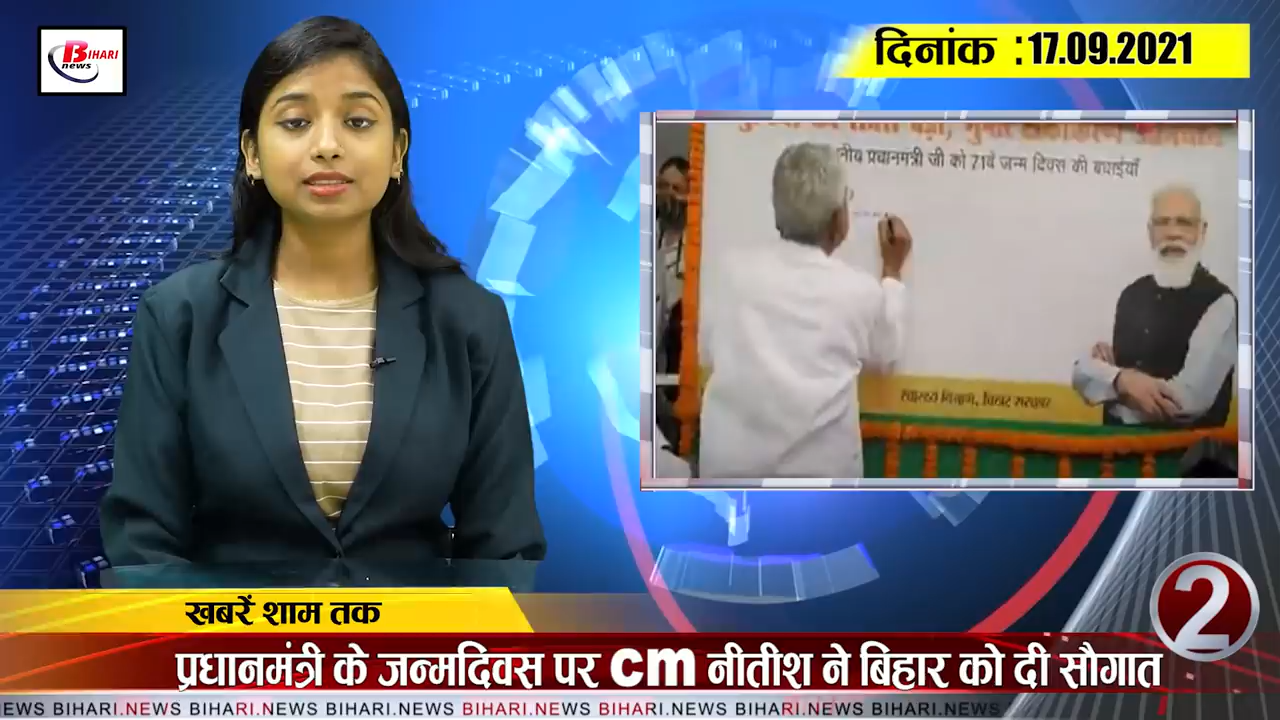 BIHARI
news
दिनांक : 17.09.2021
प्रधानमंत्री जी को 71वें जन्म दिवस की बधाईयाँ
स्वास्थ्य विभाग, बिहार सरकार
खबरें शाम तक
2
प्रधानमंत्री के जन्मदिवस पर cm नीतीश ने बिहार को दी सौगात
NEWS BIHARI.NEWS BIHARI.NEWS BIHARI.NEWS BIHARI.NEWS BIHARI.NEWS BIHARI.NEWS BIHARI.NEWS